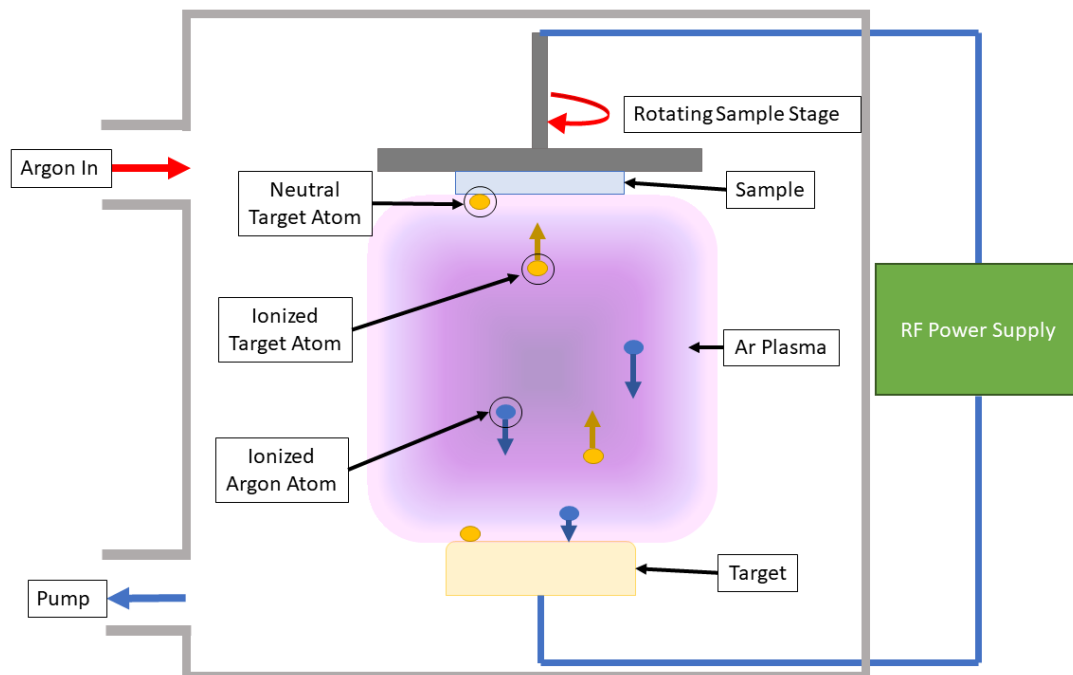 Rotating Sample Stage
Argon In
Neutral
Target Atom
Sample
Ionized
Target Atom
Ar Plasma
RF Power Supply
Ionized
Argon Atom
Target
Pump